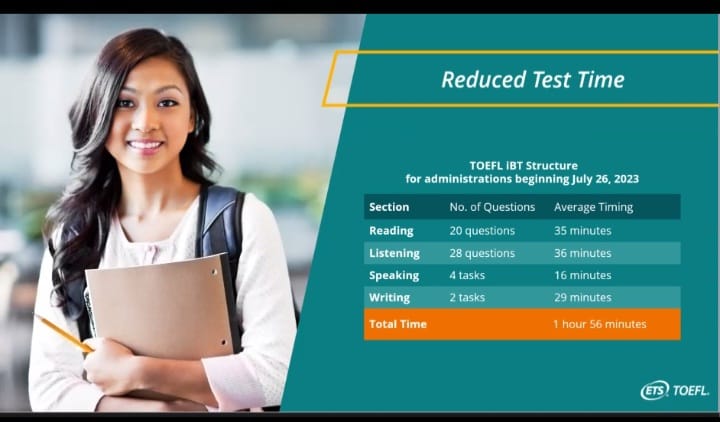 Reduced Test Time
TOEFL iBT Structure
for administrations beginning July 26, 2023
Section No. of Questions Average Timing
Reading 20 questions 35 minutes
Listening 28 questions 36 minutes
Speaking 4 tasks 16 minutes
Writing 2 tasks 29 minutes
Total Time 1 hour 56 minutes
ETS TOEFL